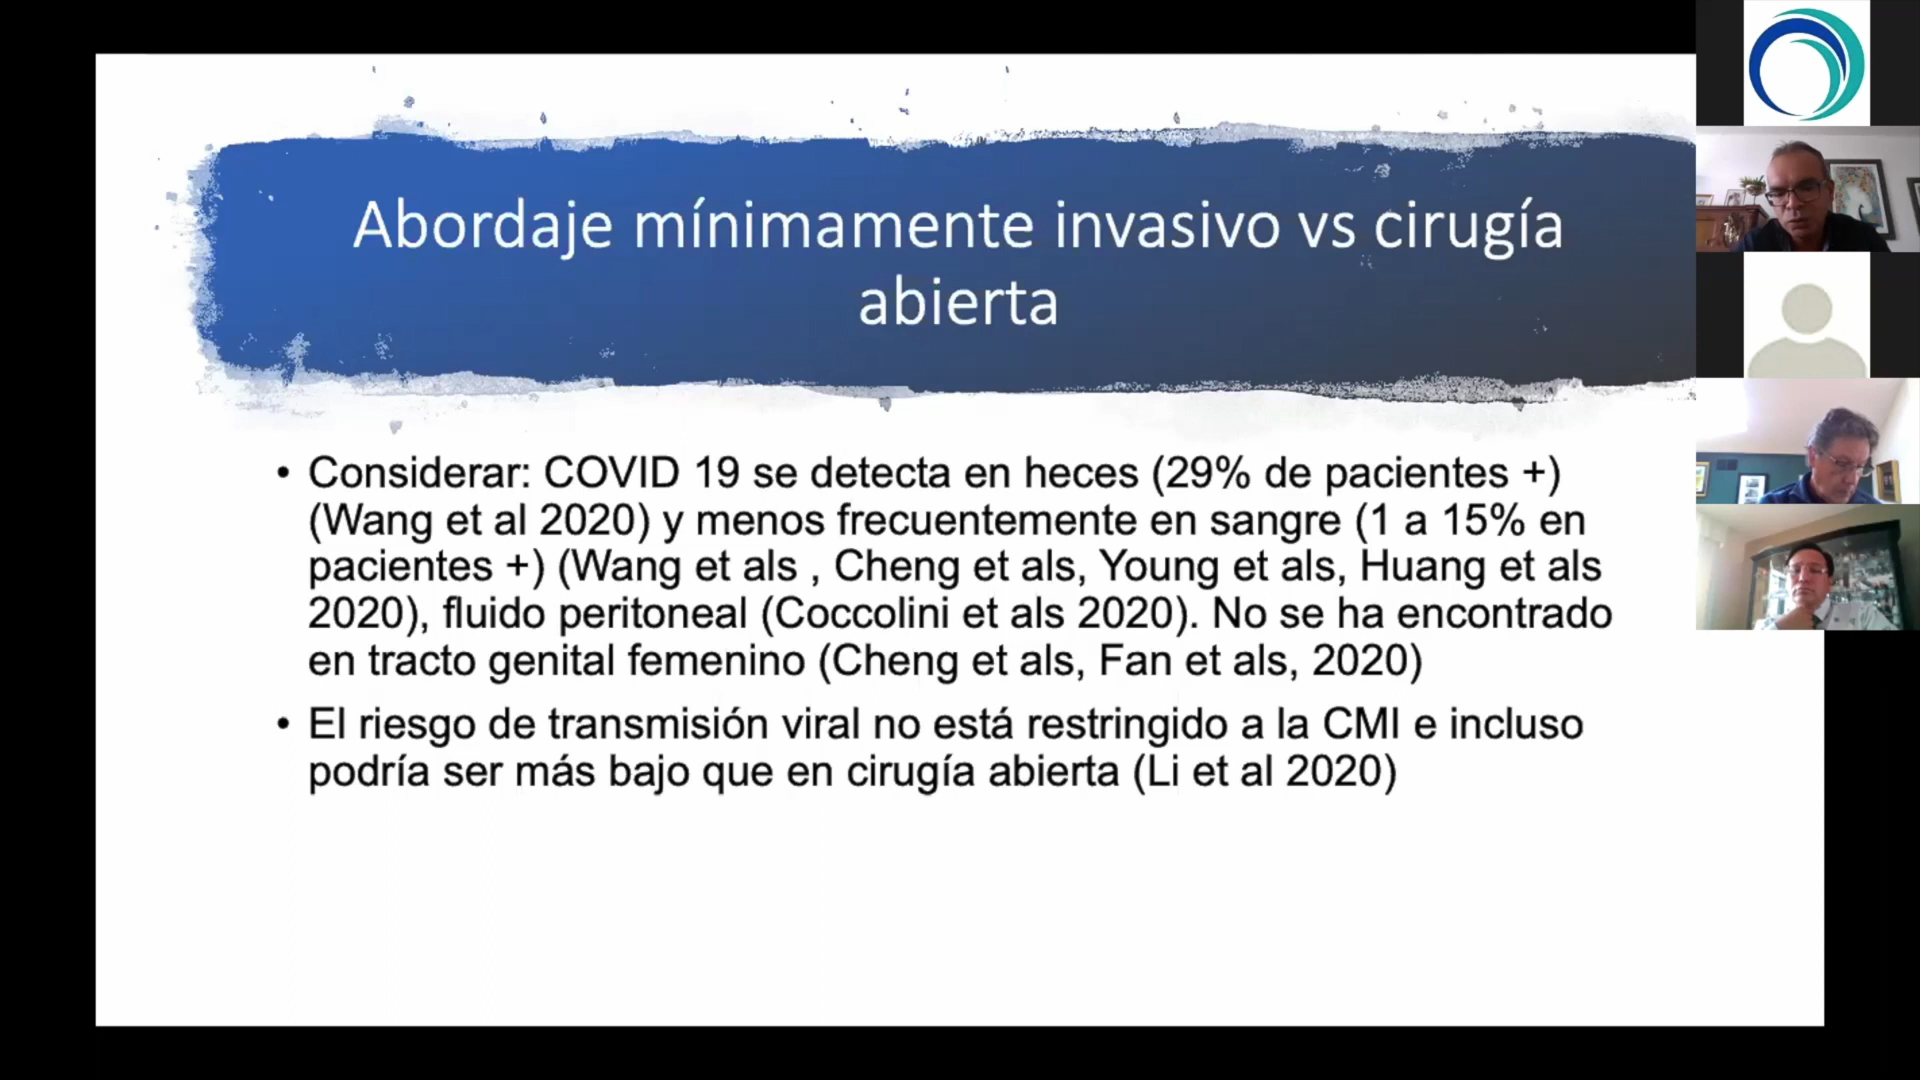 Abordaje mínimamente invasivo vs cirugía
abierta
• Considerar: COVID 19 se detecta en heces (29% de pacientes +)
(Wang et al 2020) y menos frecuentemente en sangre (1 a 15% en
pacientes +) (Wang et als , Cheng et als, Young et als, Huang et als
2020), fluido peritoneal (Coccolini et als 2020). No se ha encontrado
en tracto genital femenino (Cheng et als, Fan et als, 2020)
• El riesgo de transmisión viral no está restringido a la CMI e incluso
podría ser más bajo que en cirugía abierta (Li et al 2020)